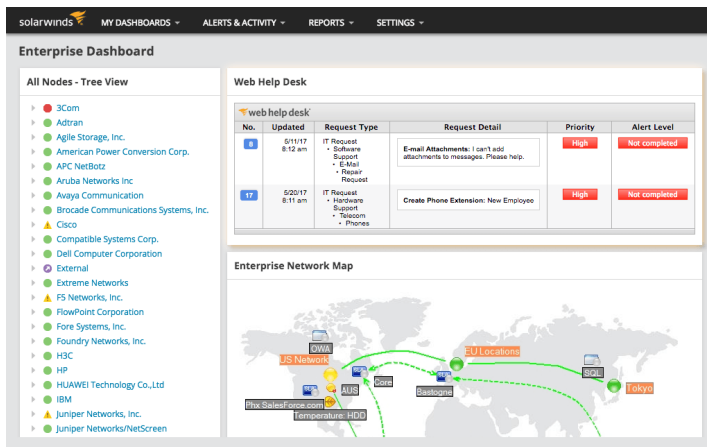 solarwinds MY DASHBOARDS ALERTS & ACTIVITY REPORTS SETTINGS
Enterprise Dashboard
All Nodes - Tree View
3Com
Adtran
Agile Storage, Inc.
American Power Conversion Corp.
APC NetBotz
Aruba Networks Inc
Avaya Communication
Brocade Communications Systems, Inc.
Cisco
Compatible Systems Corp.
Dell Computer Corporation
External
Extreme Networks
F5 Networks, Inc.
FlowPoint Corporation
Fore Systems, Inc.
Foundry Networks, Inc.
H3C
HP
HUAWEI Technology Co.,Ltd
IBM
Juniper Networks, Inc.
Juniper Networks/NetScreen
Web Help Desk
web help desk
No. Updated Request Type Request Detail Priority Alert Level
8 5/11/17 IT Request High Not completed
8:12 am • Software
Support
• E-Mail
• Repair
Request
E-mail Attachments: I can't add
attachments to messages. Please help.
17 5/20/17 IT Request High Not completed
8:11 am • Hardware
Support
• Telecom
• Phones
Create Phone Extension: New Employee
Enterprise Network Map
OWA
US Network
EU Locations
SQL
AUS
Core
Bastogne
Tokyo
Phx SalesForce.com
Temperature: HDD